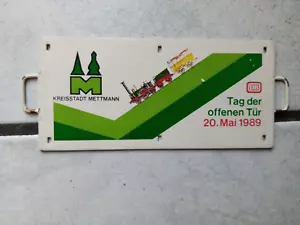 KREISSTADT METTMANN
DB
Tag der
offenen Tür
20. Mai 1989